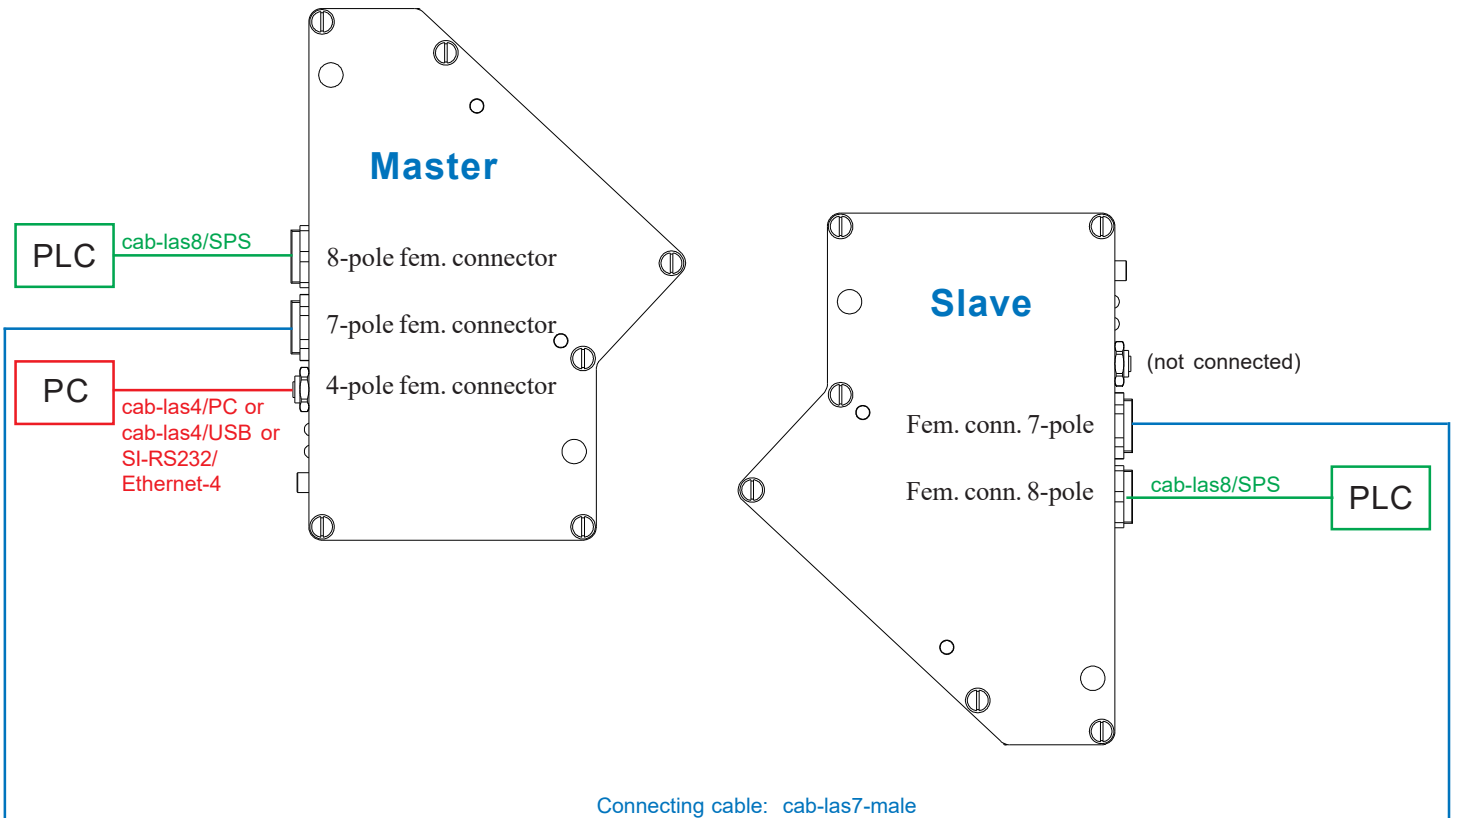 Master
PLC
cab-las8/SPS
8-pole fem. connector
7-pole fem. connector
PC
4-pole fem. connector
cab-las4/PC or
cab-las4/USB or
SI-RS232/
Ethernet-4
Slave
(not connected)
Fem. conn. 7-pole
Fem. conn. 8-pole
cab-las8/SPS
PLC
Connecting cable: cab-las7-male